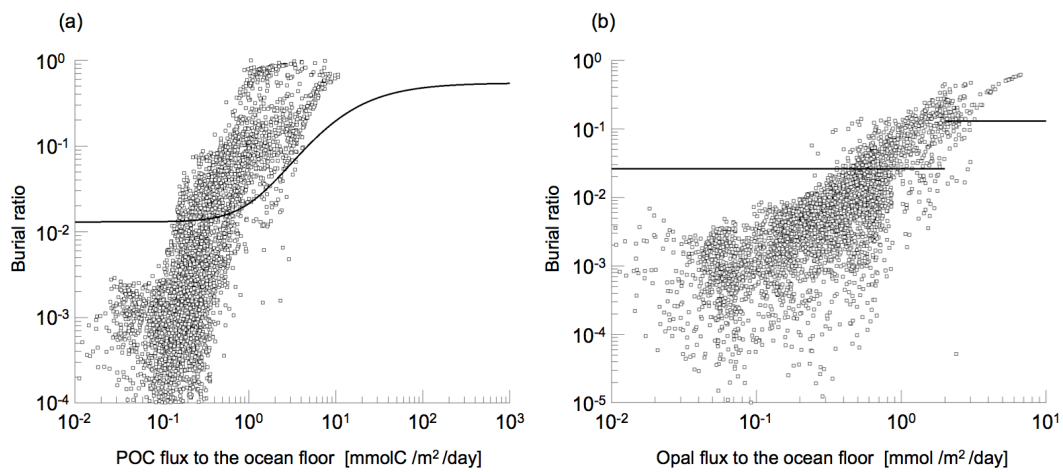 (a)
10^0
10^-1
10^-2
10^-3
10^-4
Burial ratio
10^-2 10^-1 10^0 10^1 10^2 10^3
POC flux to the ocean floor [mmolC /m^2 /day]
(b)
10^0
10^-1
10^-2
10^-3
10^-4
10^-5
Burial ratio
10^-2 10^-1 10^0 10^1
Opal flux to the ocean floor [mmol /m^2 /day]